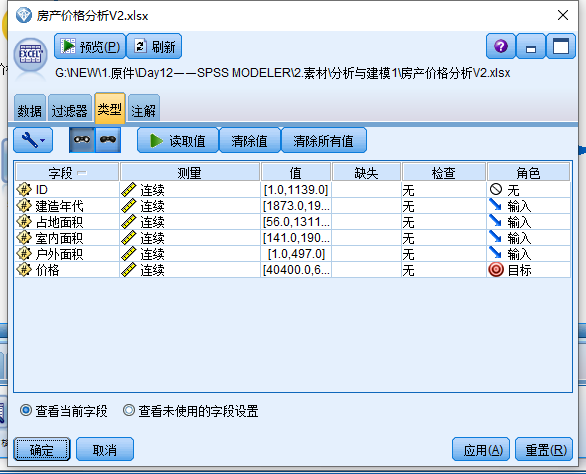 房产价格分析V2.xlsx
预览(P) 刷新
EXCEL
G:\NEW\1.原件\Day12——SPSS MODELER\2.素材\分析与建模1\房产价格分析V2.xlsx
数据 过滤器 类型 注解
读取值 清除值 清除所有值
字段 测量 值 缺失 检查 角色
ID 连续 [1.0,1139.0] 无 无
建造年代 连续 [1873.0,19... 无 输入
占地面积 连续 [56.0,1311... 无 输入
室内面积 连续 [141.0,190... 无 输入
户外面积 连续 [1.0,497.0] 无 输入
价格 连续 [40400.0,6... 无 目标
查看当前字段 查看未使用的字段设置
确定 取消 应用(A) 重置(R)